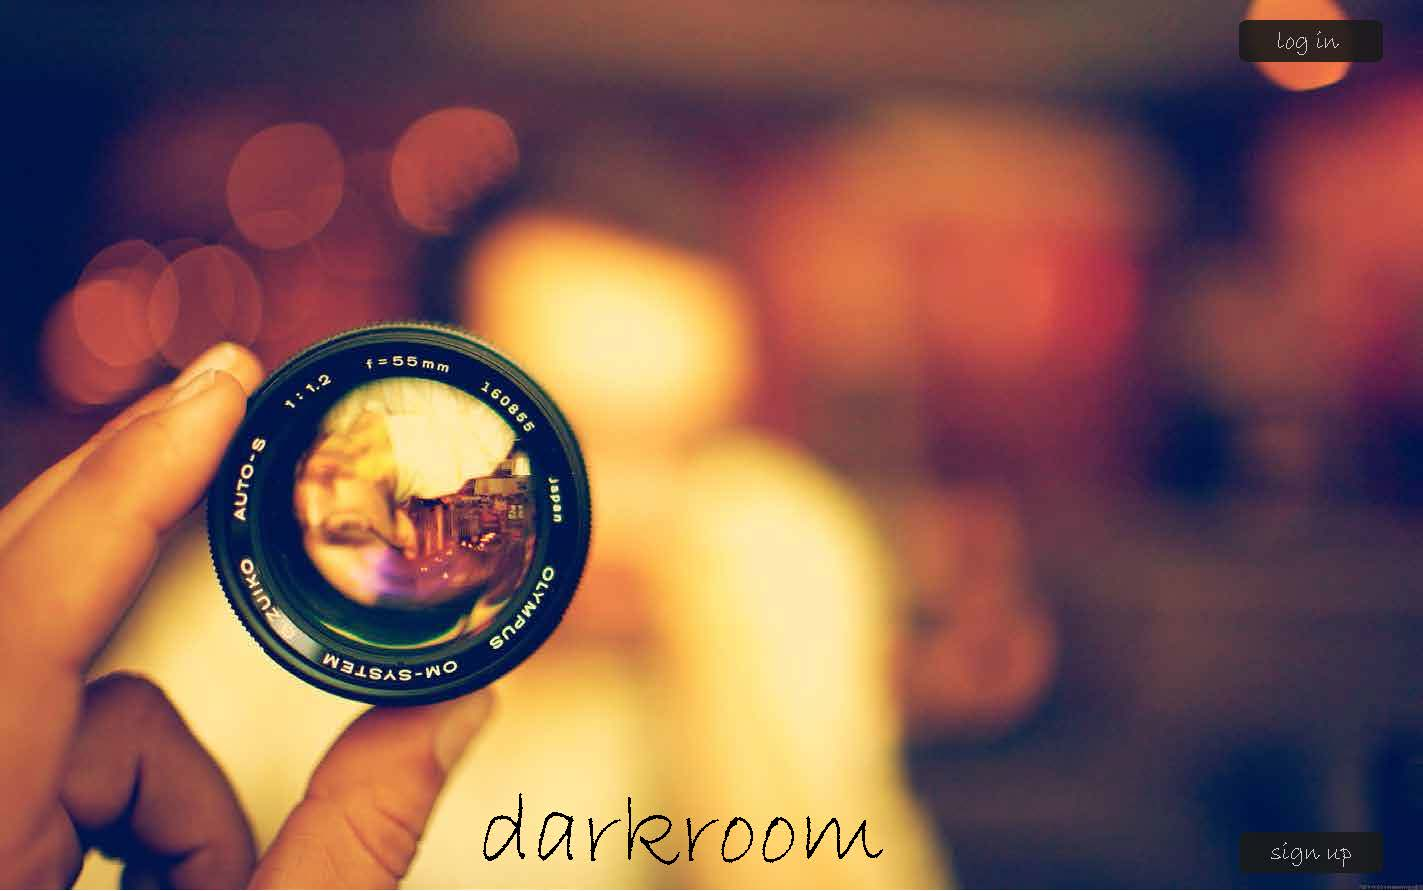 log in
f=55mm
1:1.2
160855
AUTO-S
Japan
ZUIKO
OLYMPUS
OM-SYSTEM
darkroom
sign up